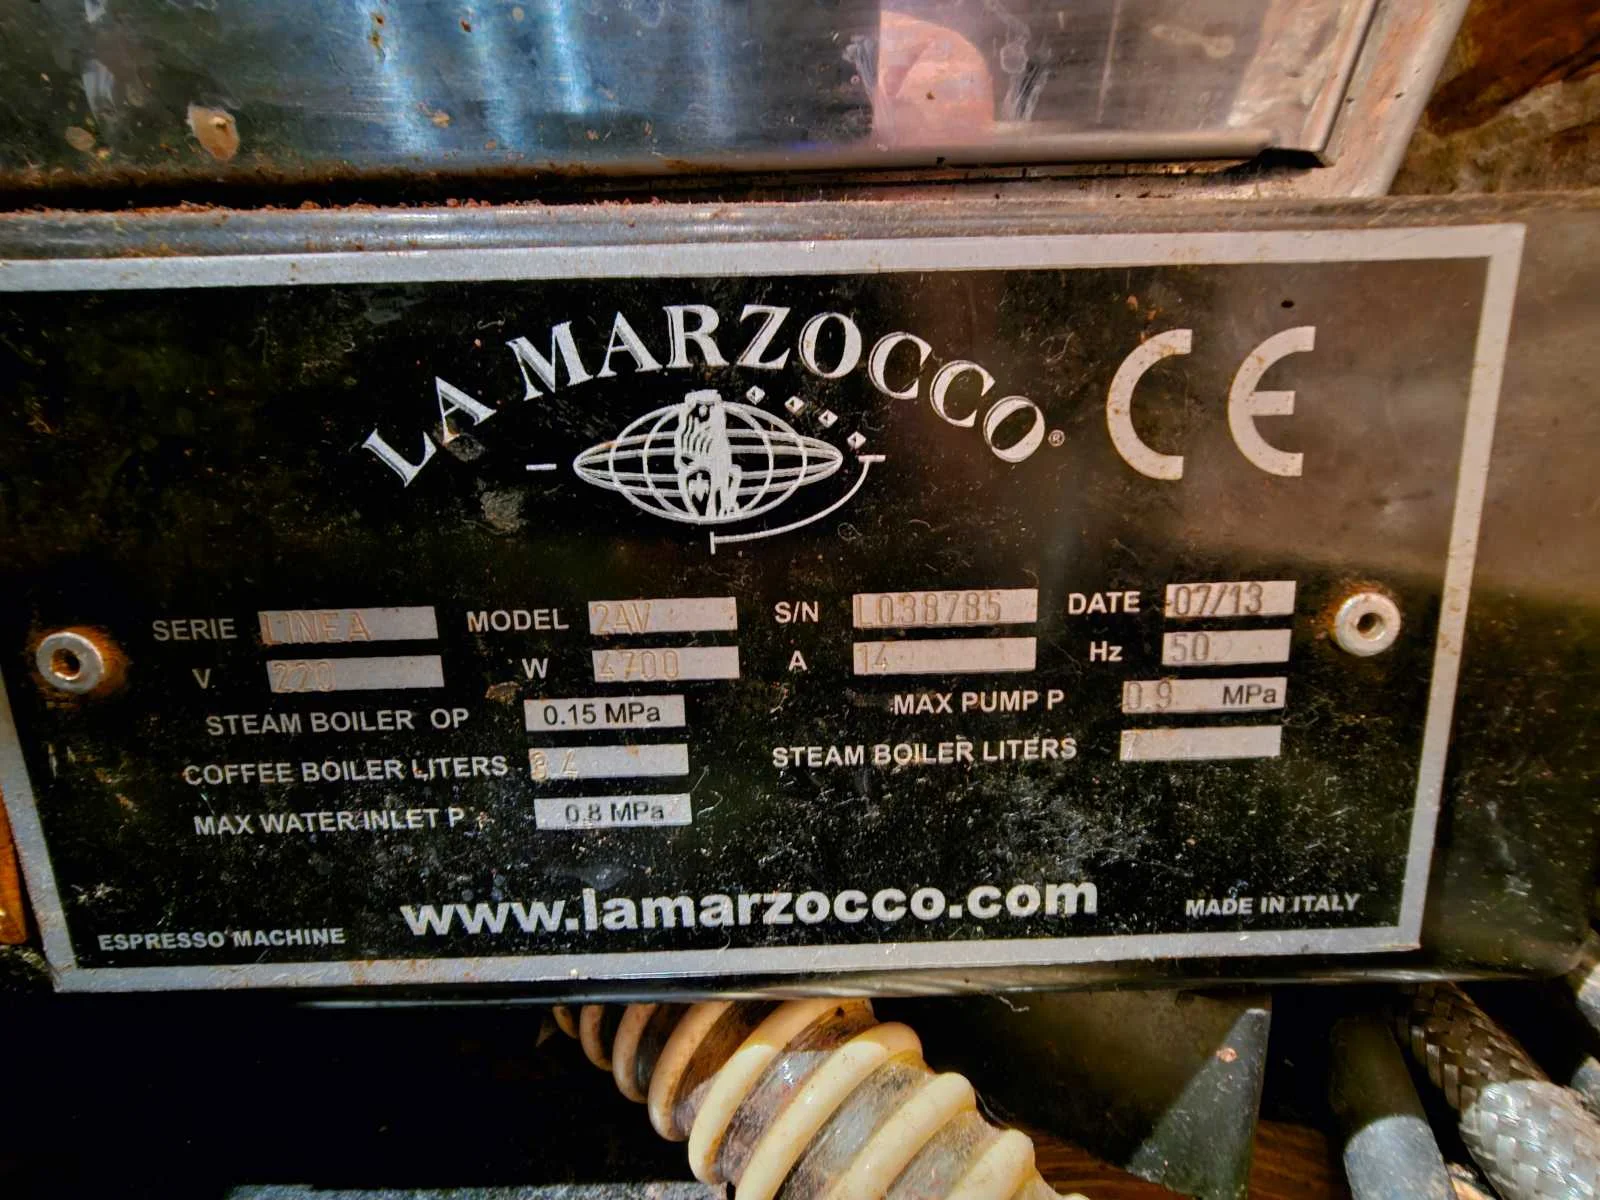 LA MARZOCCO®
CE
SERIE LINEA MODEL 2AV S/N L038785 DATE 07/13
V. 220 W 4700 A 14 Hz 50
STEAM BOILER OP 0.15 MPa MAX PUMP P 0.9 MPa
COFFEE BOILER LITERS 3.4 STEAM BOILER LITERS 7
MAX WATER INLET P 0.8 MPa
www.lamarzocco.com
ESPRESSO MACHINE MADE IN ITALY